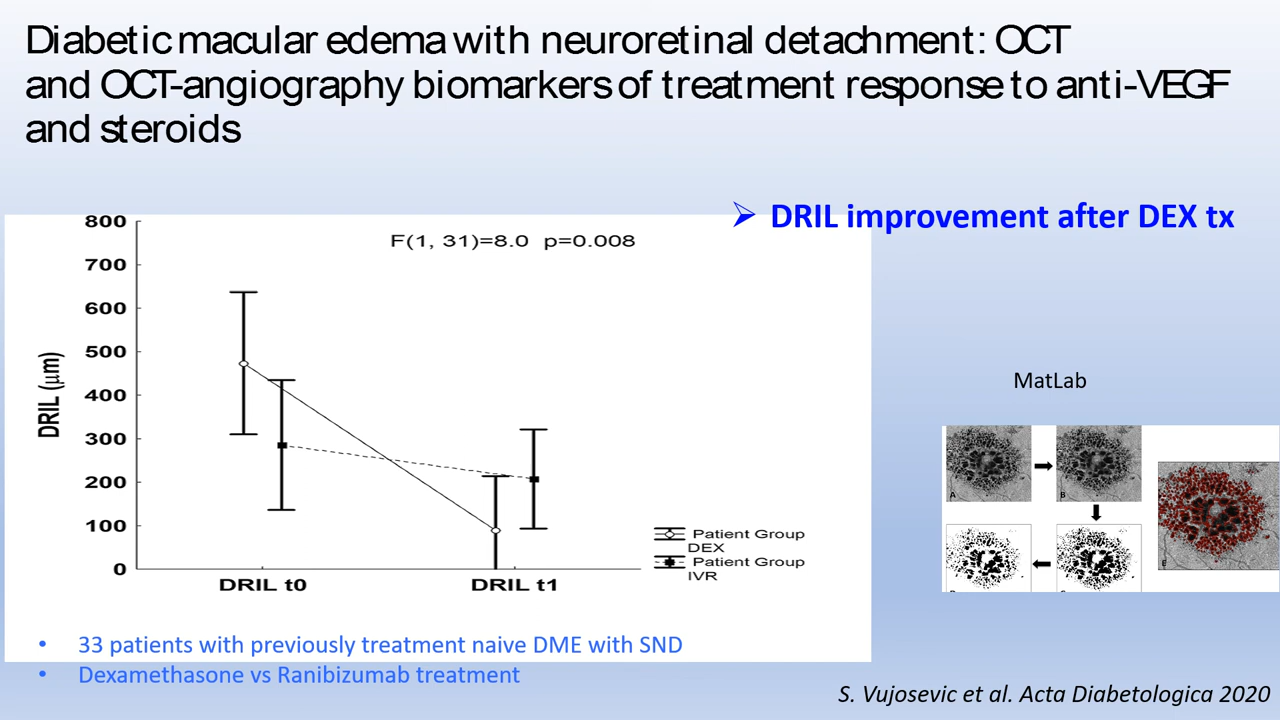 Diabetic macular edema with neuroretinal detachment: OCT
and OCT-angiography biomarkers of treatment response to anti-VEGF
and steroids
➢ DRIL improvement after DEX tx
F(1, 31)=8.0 p=0.008
DRIL (μm)
800
700
600
500
400
300
200
100
0
DRIL t0
DRIL t1
Patient Group
DEX
Patient Group
IVR
MatLab
A
B
E
• 33 patients with previously treatment naive DME with SND
• Dexamethasone vs Ranibizumab treatment
S. Vujosevic et al. Acta Diabetologica 2020